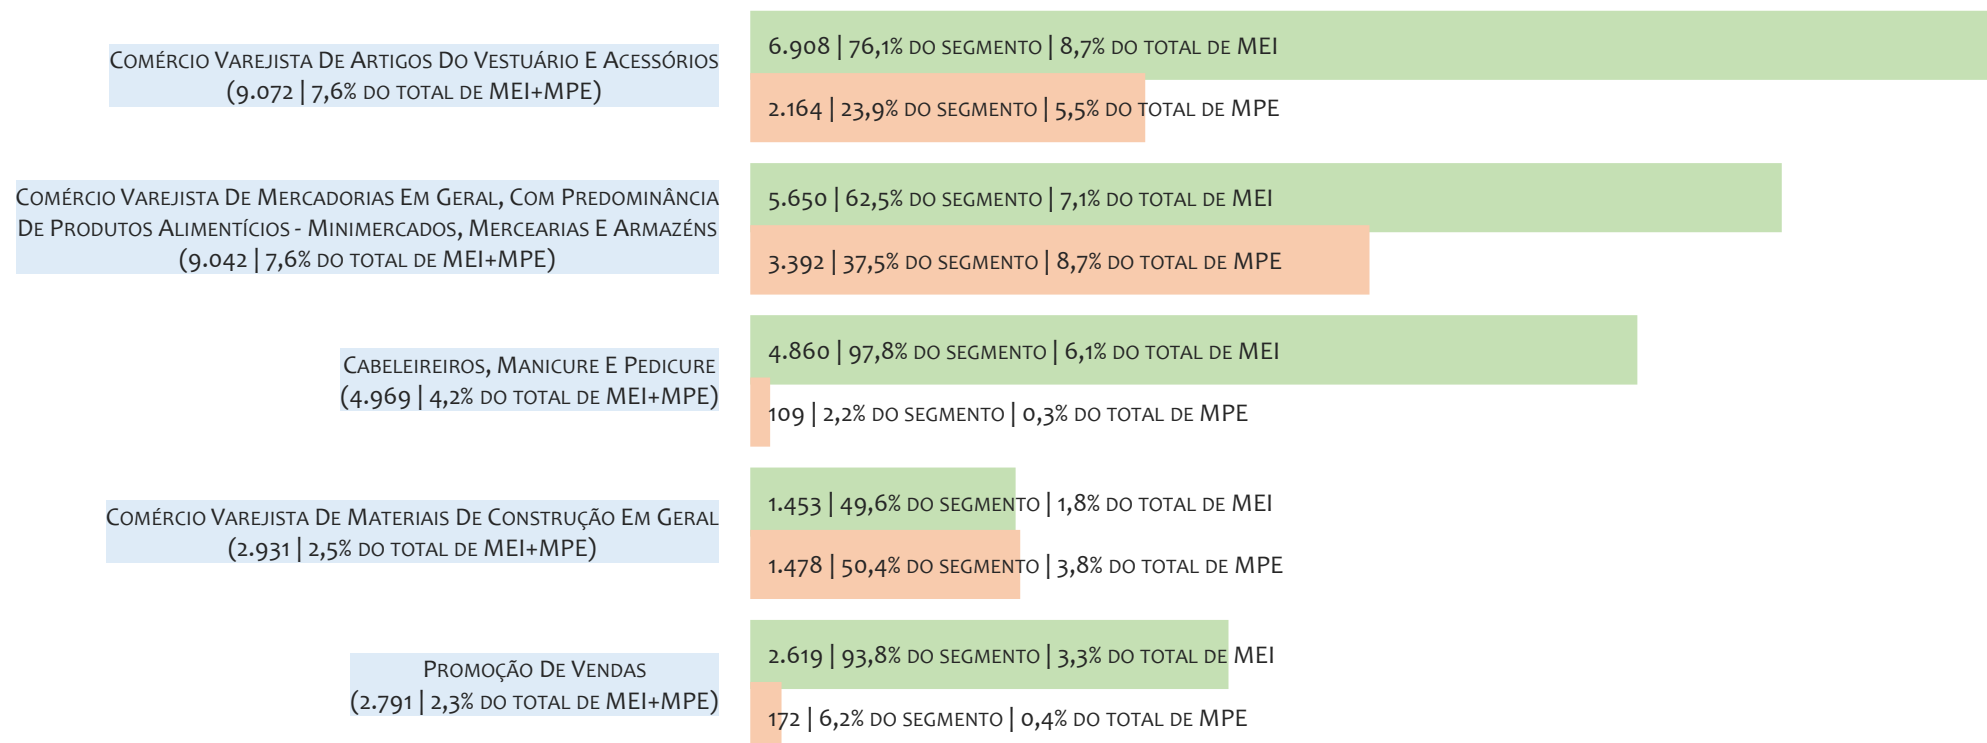 Comércio Varejista De Artigos Do Vestuário E Acessórios
(9.072 | 7,6% do total de MEI+MPE)
6.908 | 76,1% do segmento | 8,7% do total de MEI
2.164 | 23,9% do segmento | 5,5% do total de MPE
Comércio Varejista De Mercadorias Em Geral, Com Predominância
De Produtos Alimentícios - Minimercados, Mercearias E Armazéns
(9.042 | 7,6% do total de MEI+MPE)
5.650 | 62,5% do segmento | 7,1% do total de MEI
3.392 | 37,5% do segmento | 8,7% do total de MPE
Cabeleireiros, Manicure E Pedicure
(4.969 | 4,2% do total de MEI+MPE)
4.860 | 97,8% do segmento | 6,1% do total de MEI
109 | 2,2% do segmento | 0,3% do total de MPE
Comércio Varejista De Materiais De Construção Em Geral
(2.931 | 2,5% do total de MEI+MPE)
1.453 | 49,6% do segmento | 1,8% do total de MEI
1.478 | 50,4% do segmento | 3,8% do total de MPE
Promoção De Vendas
(2.791 | 2,3% do total de MEI+MPE)
2.619 | 93,8% do segmento | 3,3% do total de MEI
172 | 6,2% do segmento | 0,4% do total de MPE